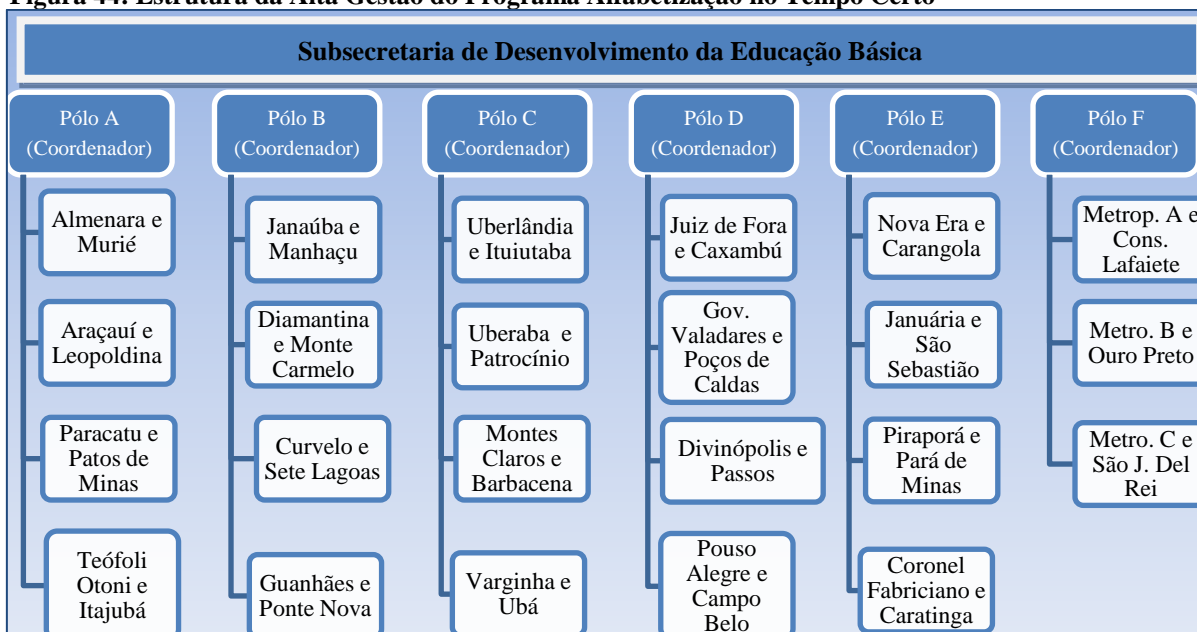 Figura 44: Estrutura da Alta Gestão do Programa Alfabetização no Tempo Certo
Subsecretaria de Desenvolvimento da Educação Básica
Pólo A
(Coordenador)
Almenara e
Murié
Araçauí e
Leopoldina
Paracatu e
Patos de
Minas
Teófoli
Otoni e
Itajubá
Pólo B
(Coordenador)
Janaúba e
Manhaçu
Diamantina
e Monte
Carmelo
Curvelo e
Sete Lagoas
Guanhães e
Ponte Nova
Pólo C
(Coordenador)
Uberlândia
e Ituiutaba
Uberaba e
Patrocínio
Montes
Claros e
Barbacena
Varginha e
Ubá
Pólo D
(Coordenador)
Juiz de Fora
e Caxambú
Gov.
Valadares e
Poços de
Caldas
Divinópolis e
Passos
Pouso
Alegre e
Campo
Belo
Pólo E
(Coordenador)
Nova Era e
Carangola
Januária e
São
Sebastião
Piraporá e
Pará de
Minas
Coronel
Fabriciano e
Caratinga
Pólo F
(Coordenador)
Metrop. A e
Cons.
Lafaiete
Metro. B e
Ouro Preto
Metro. C e
São J. Del
Rei